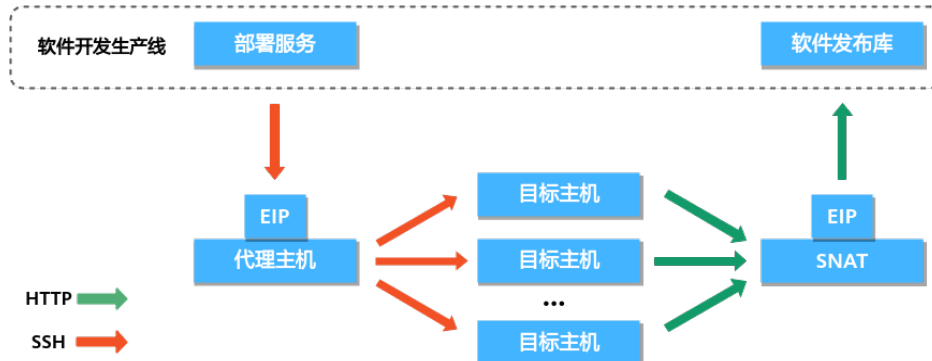 软件开发生产线
部署服务
软件发布库
EIP
代理主机
目标主机
目标主机
...
目标主机
EIP
SNAT
HTTP
SSH